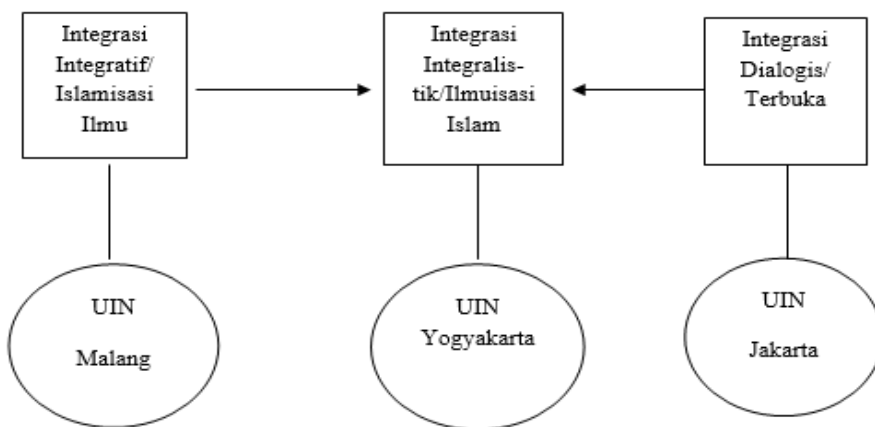 Integrasi
Integratif/
Islamisasi
Ilmu
Integrasi
Integralis-
tik/Ilmuisasi
Islam
Integrasi
Dialogis/
Terbuka
UIN
Malang
UIN
Yogyakarta
UIN
Jakarta